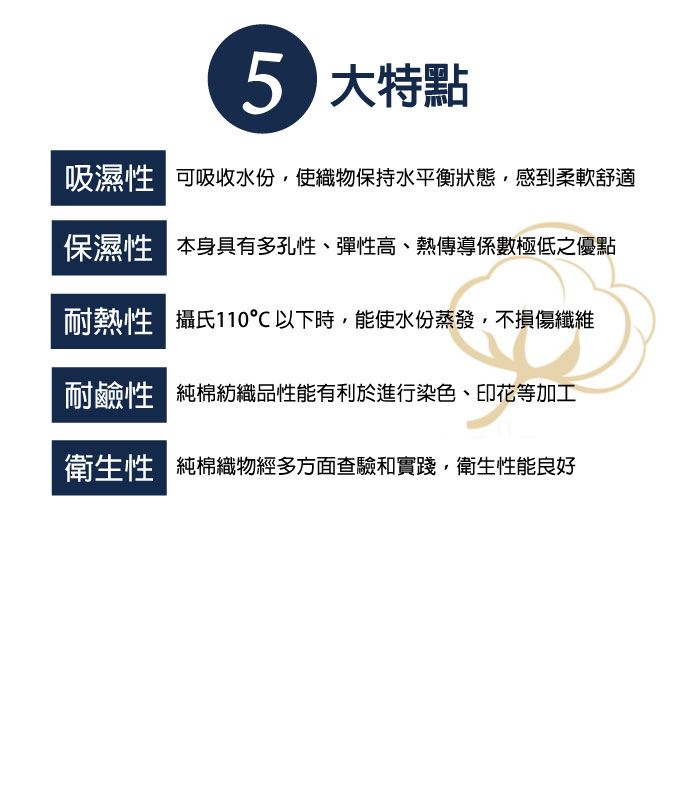 5 大特點
吸濕性 可吸收水份，使織物保持水平衡狀態，感到柔軟舒適
保濕性 本身具有多孔性、彈性高、熱傳導係數極低之優點
耐熱性 攝氏110°C 以下時，能使水份蒸發，不損傷纖維
耐鹼性 純棉紡織品性能有利於進行染色、印花等加工
衛生性 純棉織物經多方面查驗和實踐，衛生性能良好